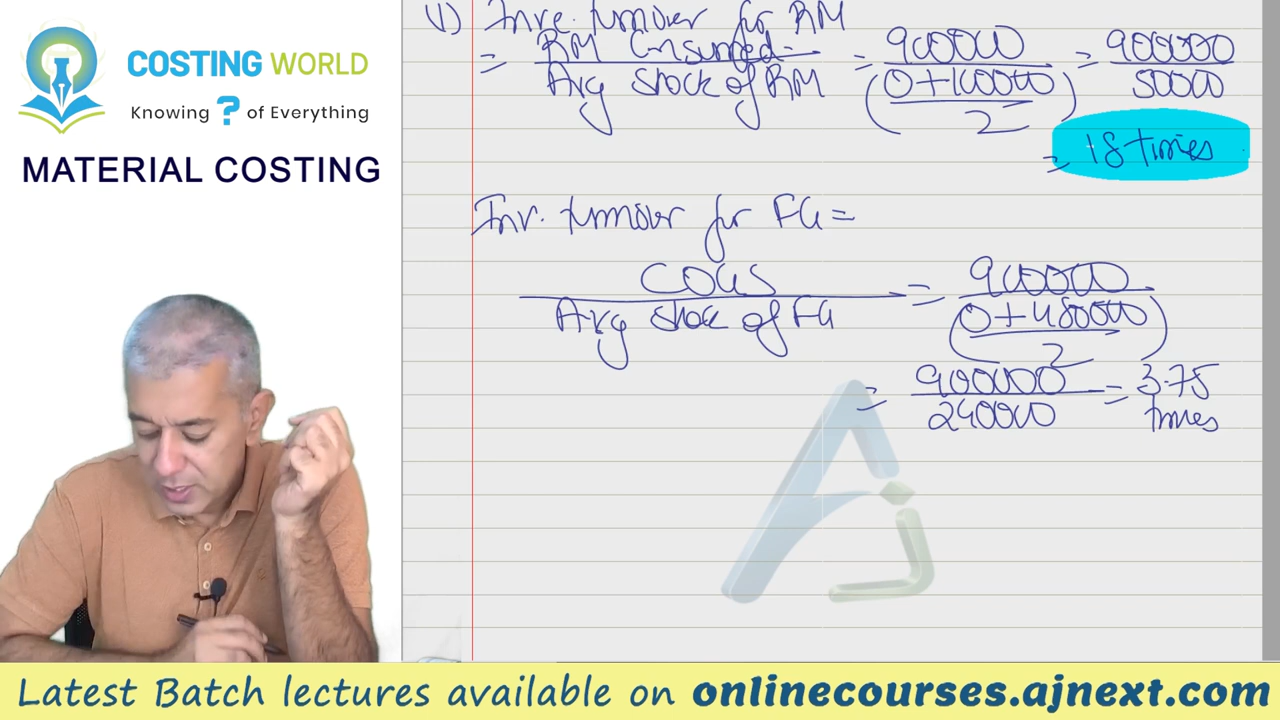 COSTING WORLD
Knowing ? of Everything
MATERIAL COSTING
(1) Inve. turnover for RM
= RM Consumed / Avg stock of RM = 900000 / (0+100000 / 2) = 900000 / 50000
= 18 times
Inv. turnover for FG =
COGS / Avg stock of FG = 900000 / (0+480000 / 2)
= 900000 / 240000 = 3.75 times
Latest Batch lectures available on onlinecourses.ajnext.com